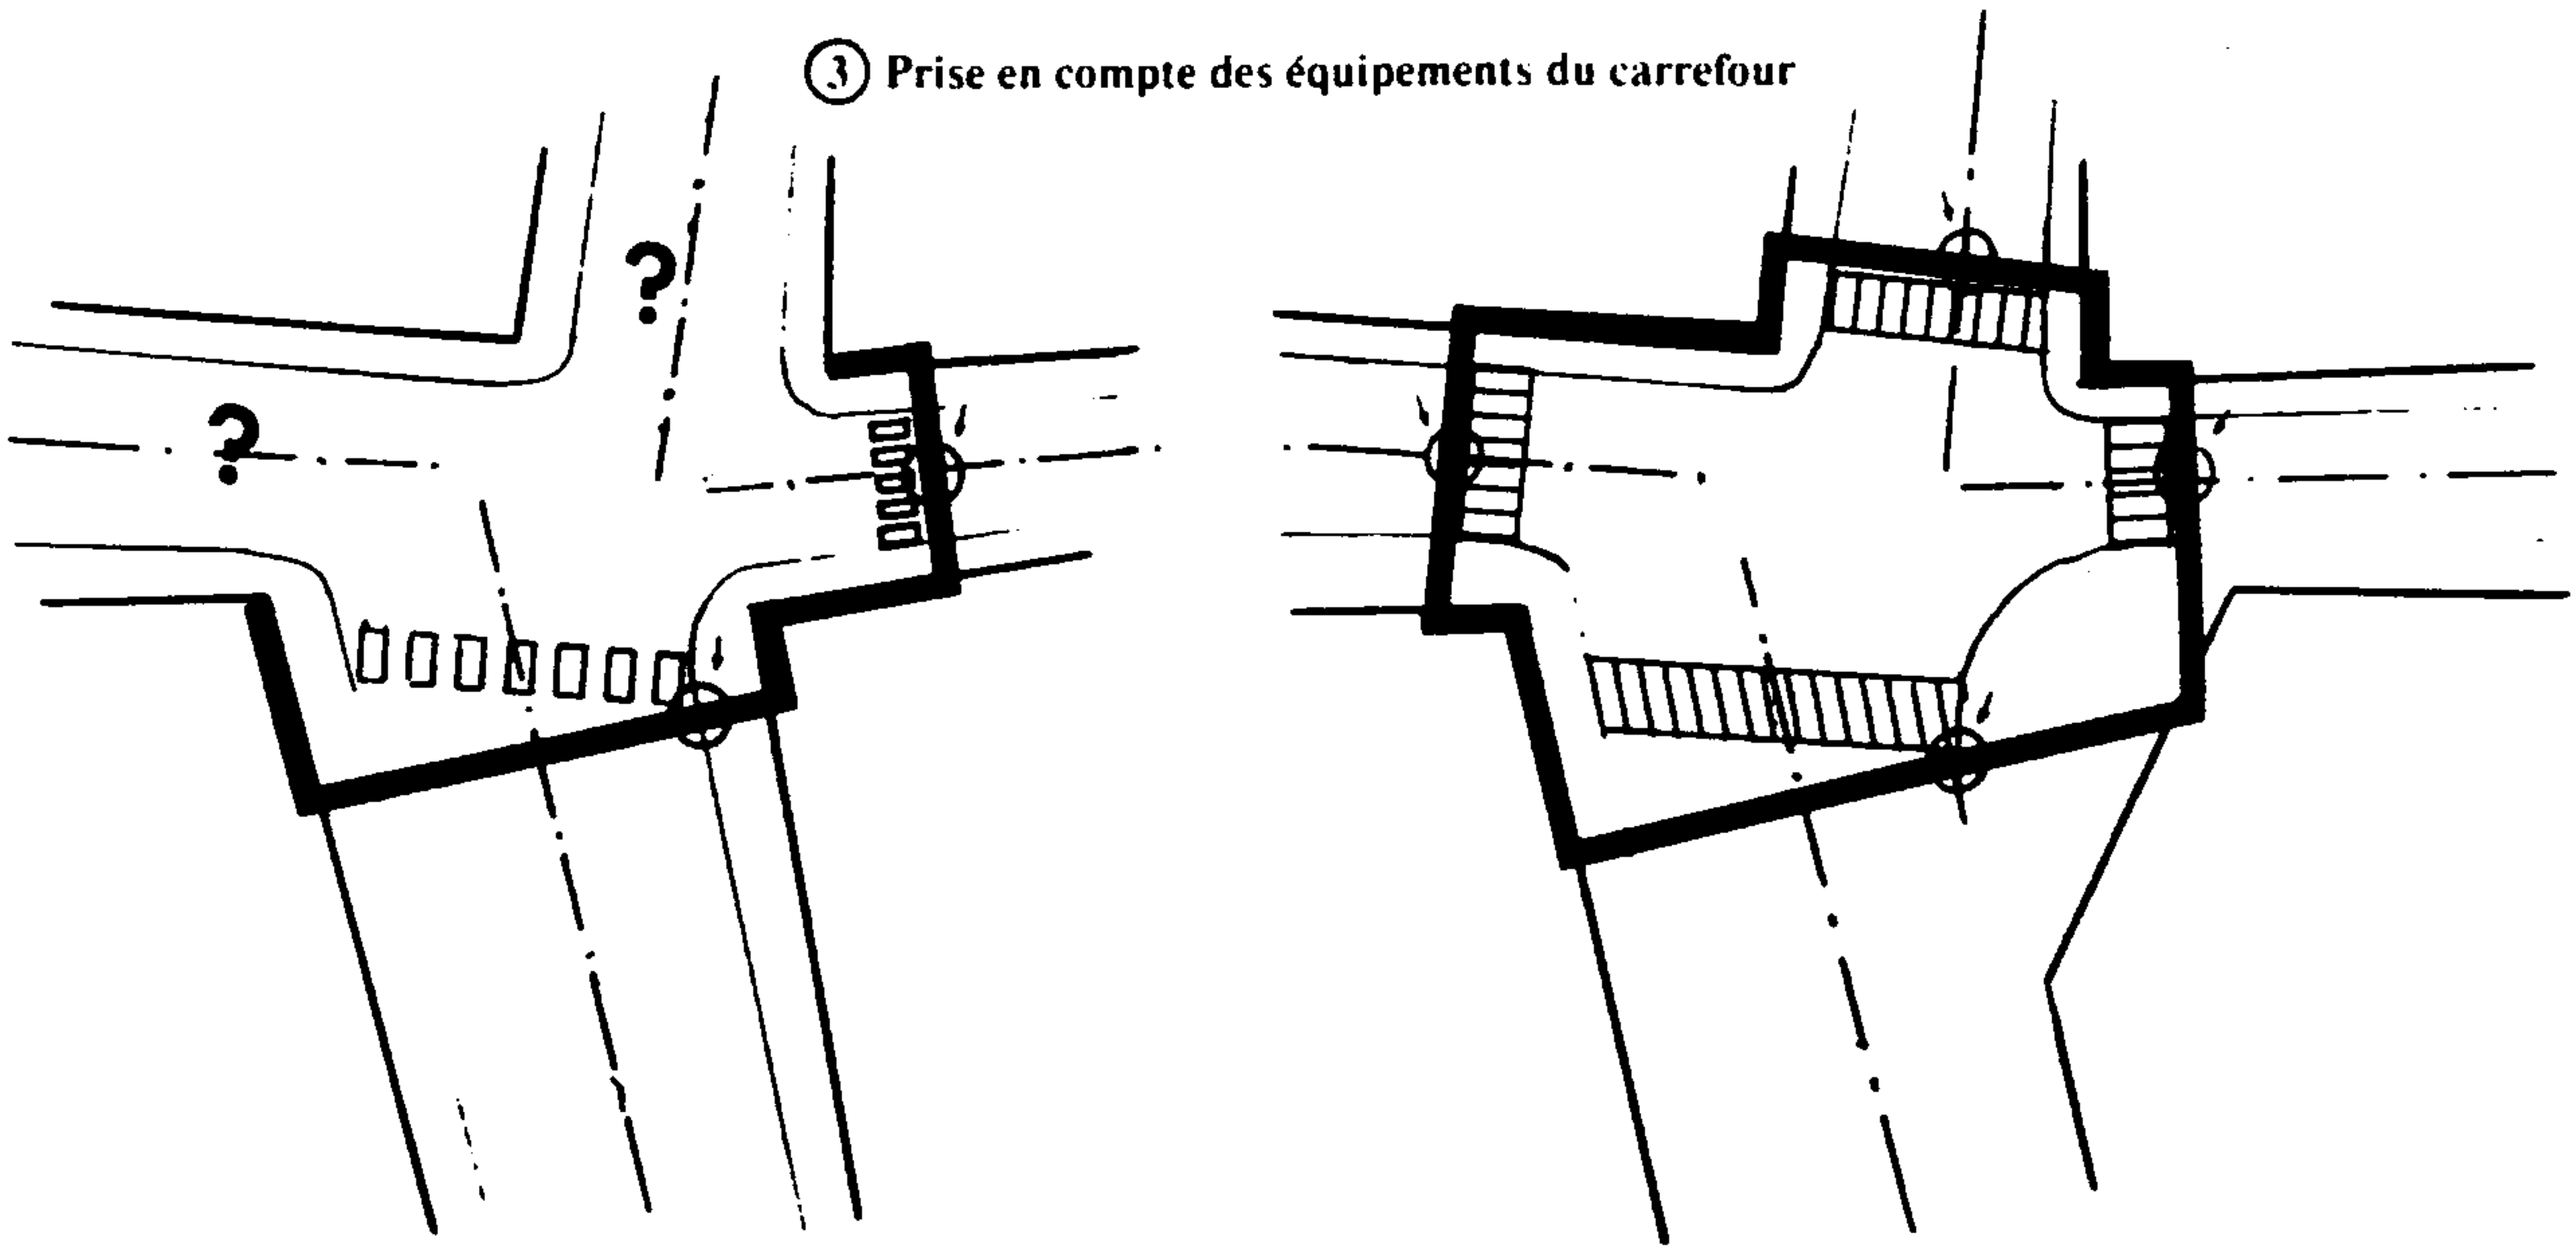 ③ Prise en compte des équipements du carrefour
?
?